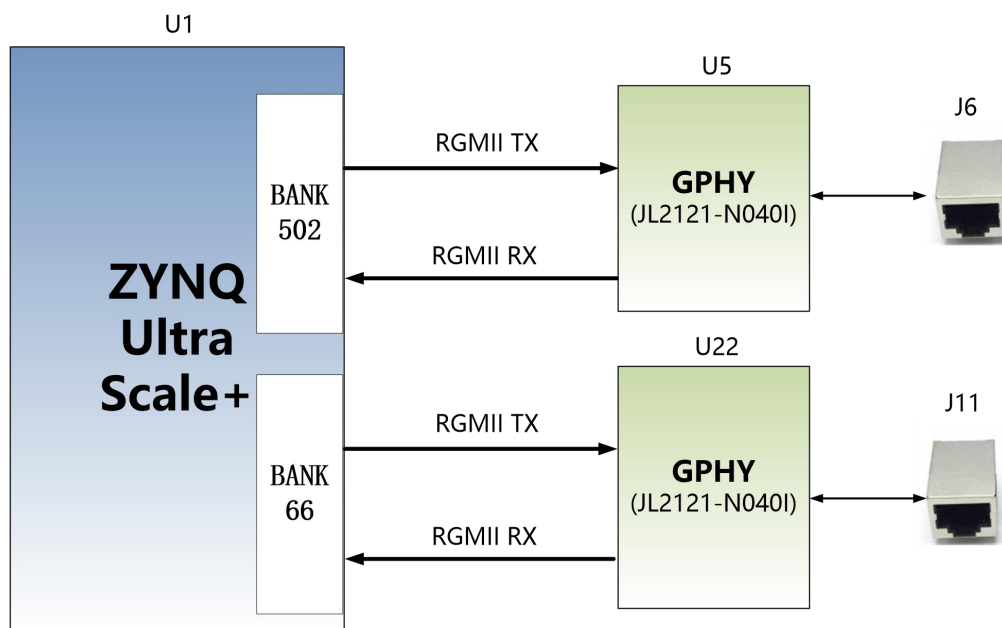 U1
ZYNQ
Ultra
Scale+
BANK
502
BANK
66
RGMII TX
RGMII RX
RGMII TX
RGMII RX
U5
GPHY
(JL2121-N040I)
U22
GPHY
(JL2121-N040I)
J6
J11